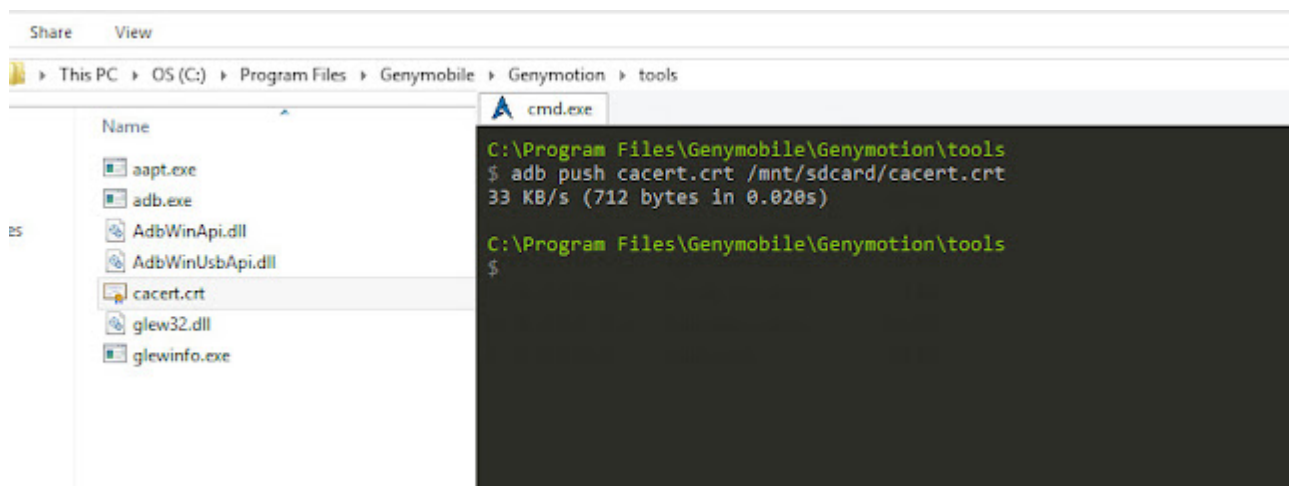 Share View
This PC OS (C:) Program Files Genymobile Genymotion tools
Name
aapt.exe
adb.exe
es
AdbWinApi.dll
AdbWinUsbApi.dll
cacert.crt
glew32.dll
glewinfo.exe
cmd.exe
C:\Program Files\Genymobile\Genymotion\tools
$ adb push cacert.crt /mnt/sdcard/cacert.crt
33 KB/s (712 bytes in 0.020s)
C:\Program Files\Genymobile\Genymotion\tools
$